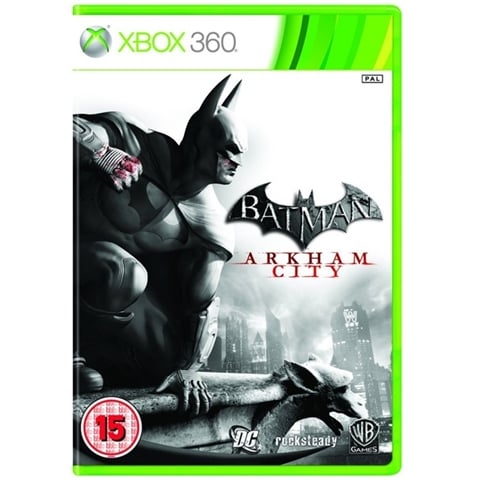 XBOX 360.
PAL
BATMAN
ARKHAM
CITY
15
DC
rocksteady
WB
GAMES